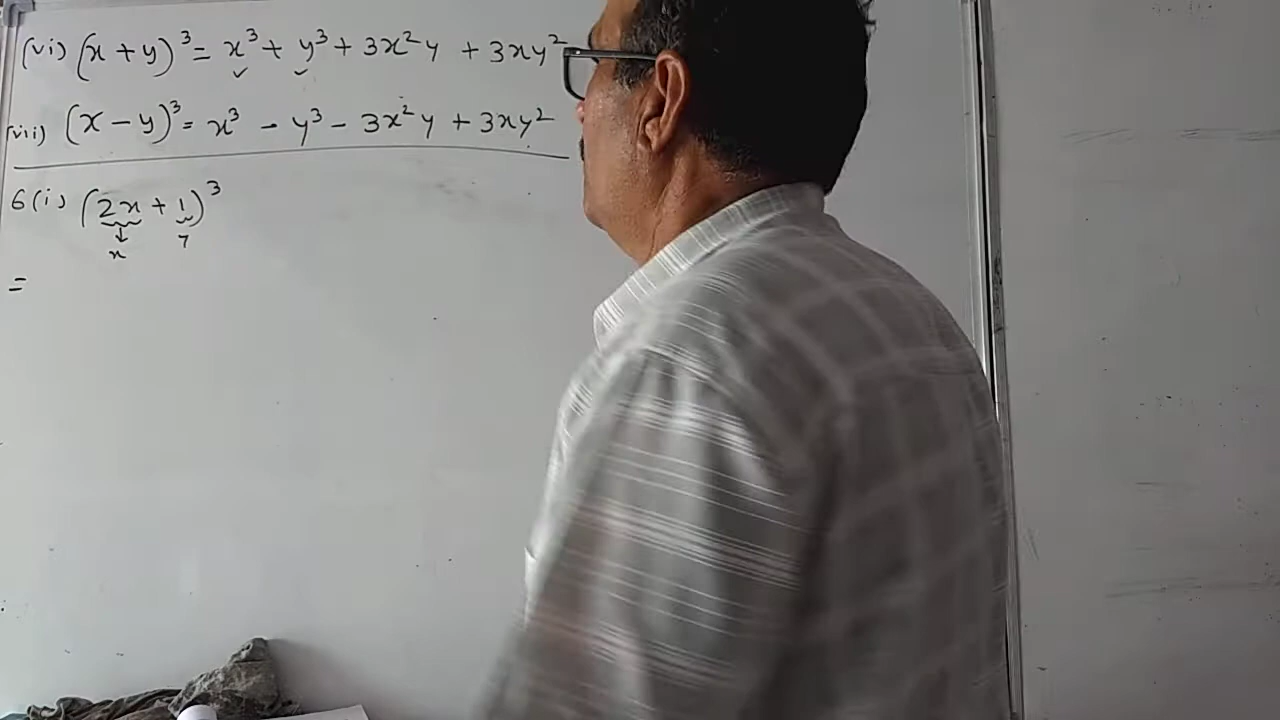 (vi) (x + y)³ = x³ + y³ + 3x²y + 3xy²
(vii) (x - y)³ = x³ - y³ - 3x²y + 3xy²
6(i) (2x + 1)³
x y
=